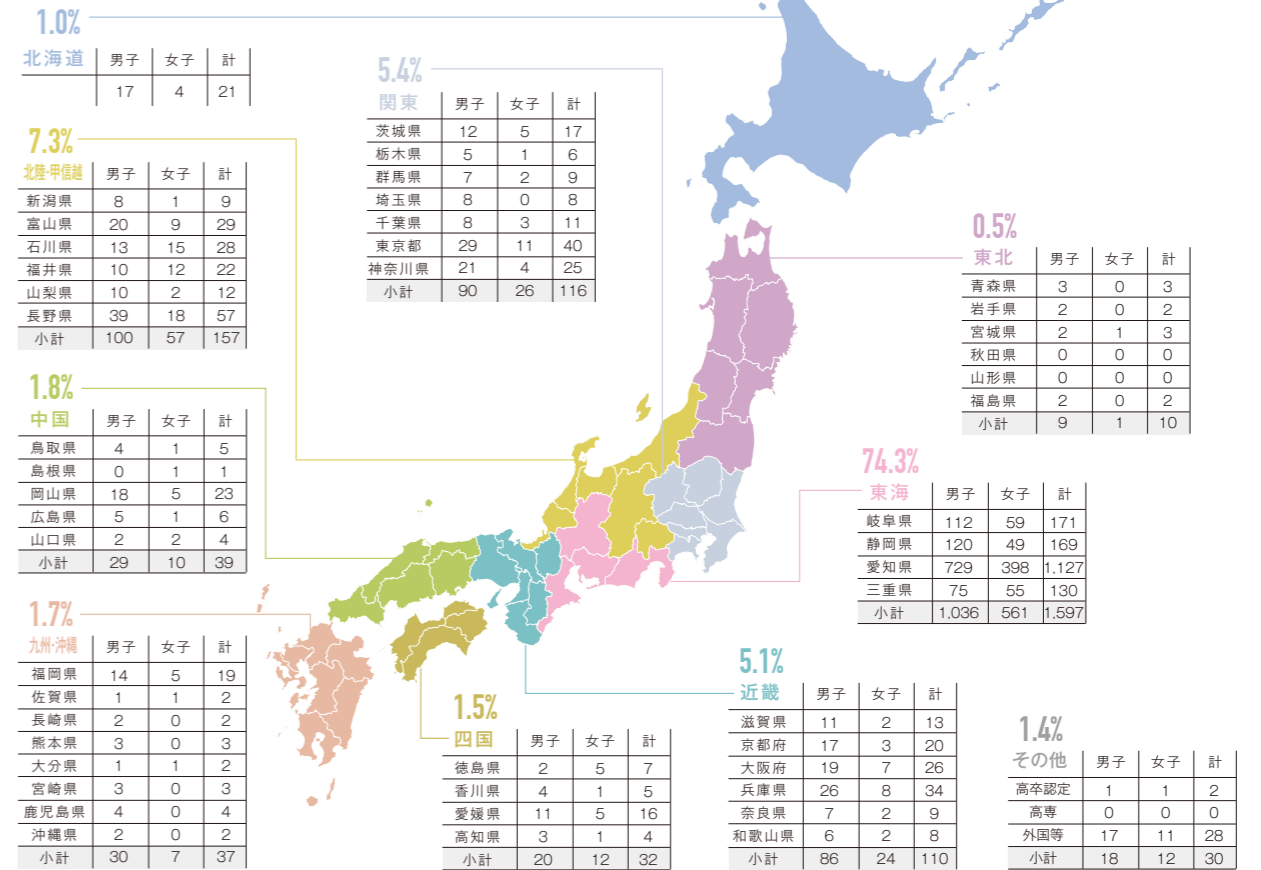 1.0%
北海道 男子 女子 計
17 4 21
7.3%
北陸・甲信越 男子 女子 計
新潟県 8 1 9
富山県 20 9 29
石川県 13 15 28
福井県 10 12 22
山梨県 10 2 12
長野県 39 18 57
小計 100 57 157
1.8%
中国 男子 女子 計
鳥取県 4 1 5
島根県 0 1 1
岡山県 18 5 23
広島県 5 1 6
山口県 2 2 4
小計 29 10 39
1.7%
九州・沖縄 男子 女子 計
福岡県 14 5 19
佐賀県 1 1 2
長崎県 2 0 2
熊本県 3 0 3
大分県 1 1 2
宮崎県 3 0 3
鹿児島県 4 0 4
沖縄県 2 0 2
小計 30 7 37
5.4%
関東 男子 女子 計
茨城県 12 5 17
栃木県 5 1 6
群馬県 7 2 9
埼玉県 8 0 8
千葉県 8 3 11
東京都 29 11 40
神奈川県 21 4 25
小計 90 26 116
0.5%
東北 男子 女子 計
青森県 3 0 3
岩手県 2 0 2
宮城県 2 1 3
秋田県 0 0 0
山形県 0 0 0
福島県 2 0 2
小計 9 1 10
74.3%
東海 男子 女子 計
岐阜県 112 59 171
静岡県 120 49 169
愛知県 729 398 1,127
三重県 75 55 130
小計 1,036 561 1,597
1.5%
四国 男子 女子 計
徳島県 2 5 7
香川県 4 1 5
愛媛県 11 5 16
高知県 3 1 4
小計 20 12 32
5.1%
近畿 男子 女子 計
滋賀県 11 2 13
京都府 17 3 20
大阪府 19 7 26
兵庫県 26 8 34
奈良県 7 2 9
和歌山県 6 2 8
小計 86 24 110
1.4%
その他 男子 女子 計
高卒認定 1 1 2
高専 0 0 0
外国等 17 11 28
小計 18 12 30